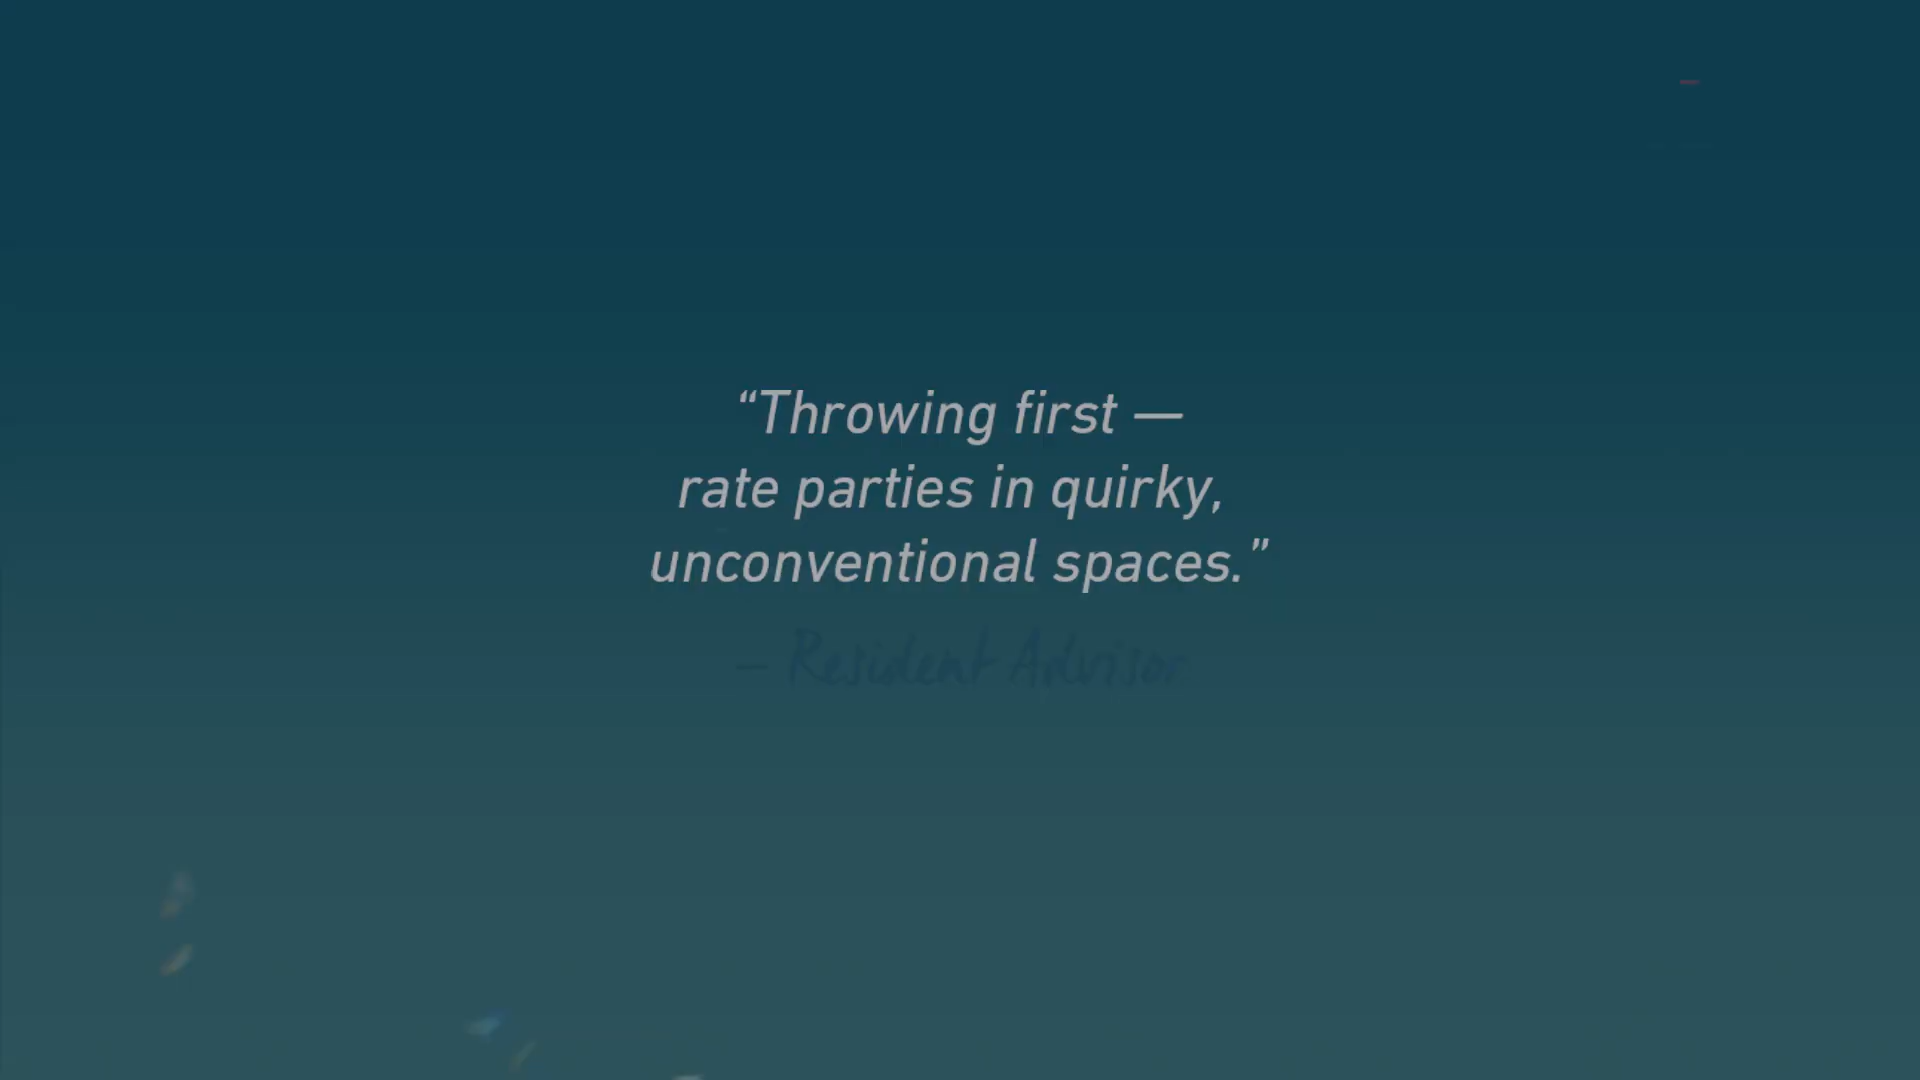 “Throwing first —
rate parties in quirky,
unconventional spaces.”
— Resident Advisor